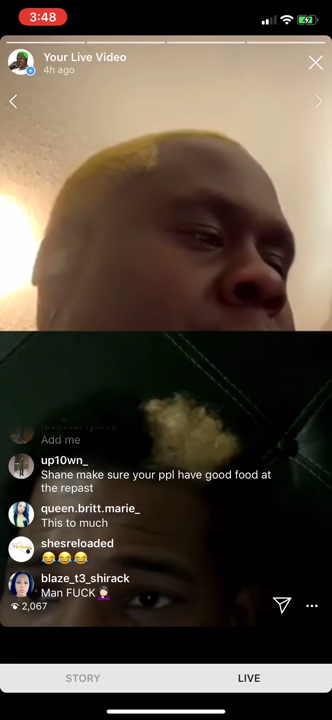 3:48
Your Live Video
4h ago
Add me
up10wn_
Shane make sure your ppl have good food at
the repast
queen.britt.marie_
This to much
shesreloaded
😂😂😂
blaze_t3_shirack
Man FUCK🤦🏻‍♀️
2,067
STORY
LIVE